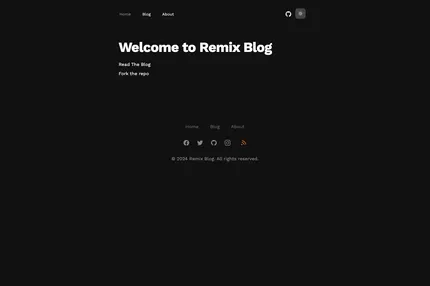 Home Blog About
Welcome to Remix Blog
Read The Blog
Fork the repo
Home Blog About
© 2024 Remix Blog. All rights reserved.